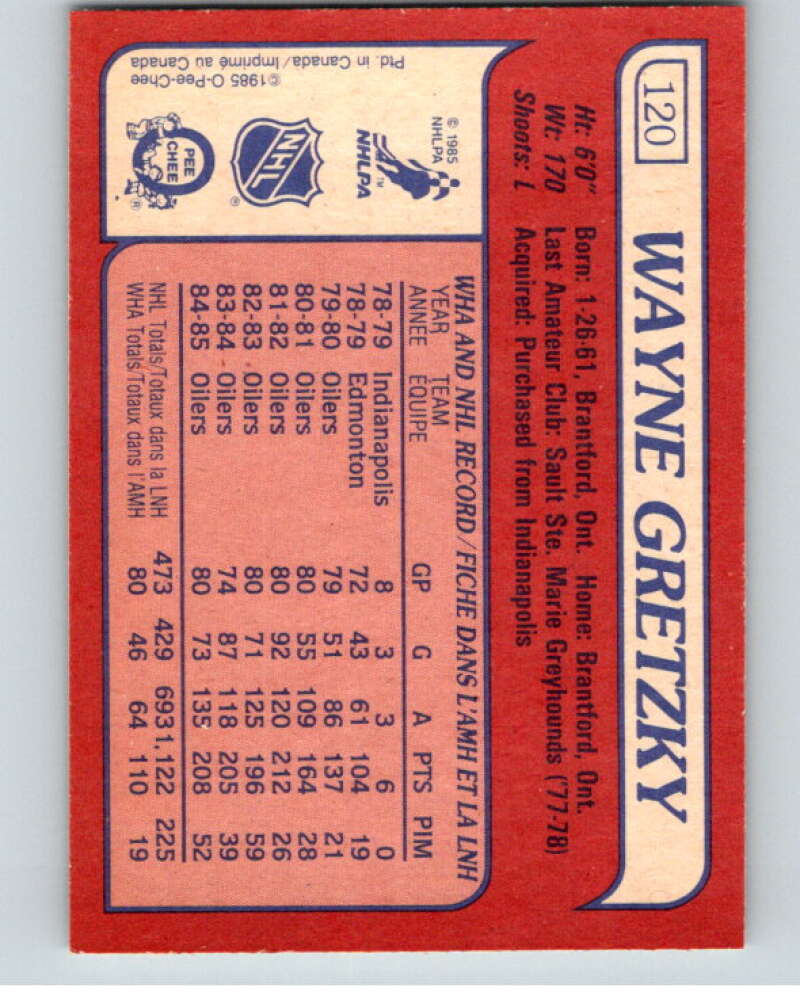 120
WAYNE GRETZKY
Ht: 6'0" Born: 1-26-61, Brantford, Ont. Home: Brantford, Ont.
Wt: 170 Last Amateur Club: Sault Ste. Marie Greyhounds ('77-78)
Shoots: L Acquired: Purchased from Indianapolis
WHA AND NHL RECORD/FICHE DANS L'AMH ET LA LNH
YEAR TEAM
ANNÉE ÉQUIPE GP G A PTS PIM
78-79 Indianapolis 8 3 3 6 0
78-79 Edmonton 72 43 61 104 19
79-80 Oilers 79 51 86 137 21
80-81 Oilers 80 55 109 164 28
81-82 Oilers 80 92 120 212 26
82-83 Oilers 80 71 125 196 59
83-84 Oilers 74 87 118 205 39
84-85 Oilers 80 73 135 208 52
NHL Totals/Totaux dans la LNH 473 429 693 1,122 225
WHA Totals/Totaux dans l'AMH 80 46 64 110 19
© 1985
NHLPA
NHLPA™
NHL
®
PEE
CHEE
®
©1985 O-Pee-Chee
Ptd. in Canada/Imprimé au Canada